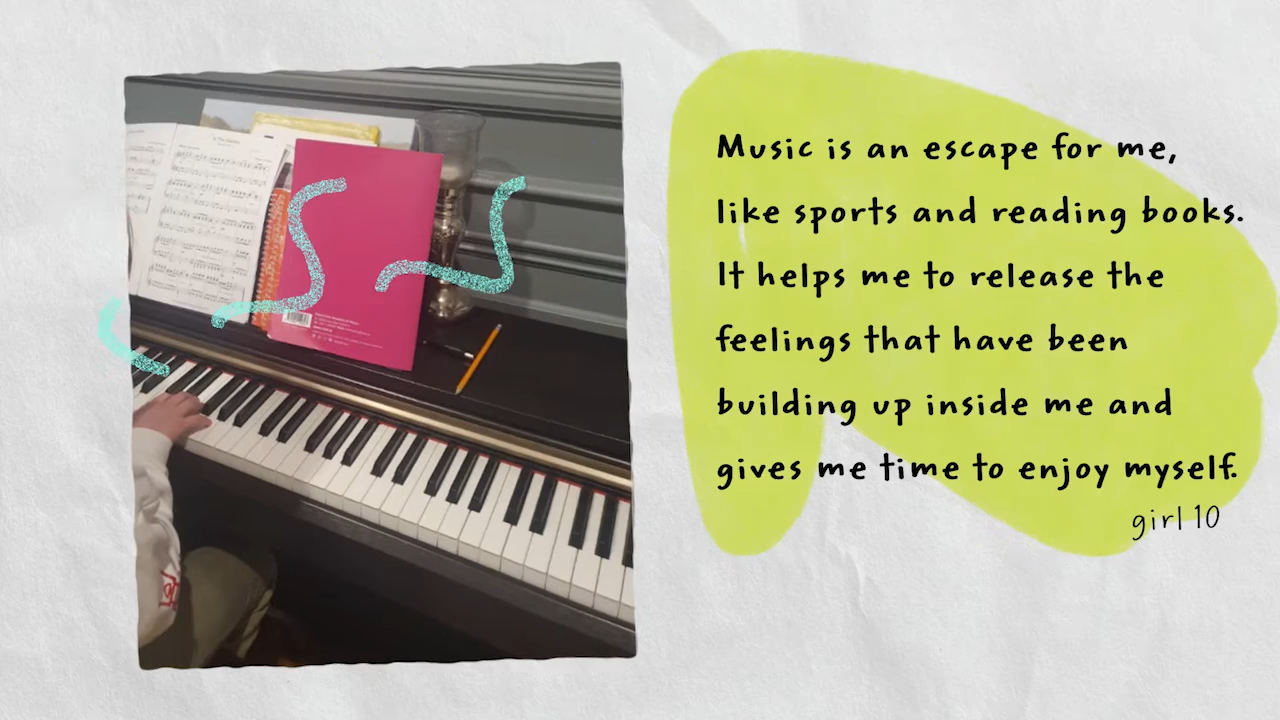 Music is an escape for me,
like sports and reading books.
It helps me to release the
feelings that have been
building up inside me and
gives me time to enjoy myself.
girl 10